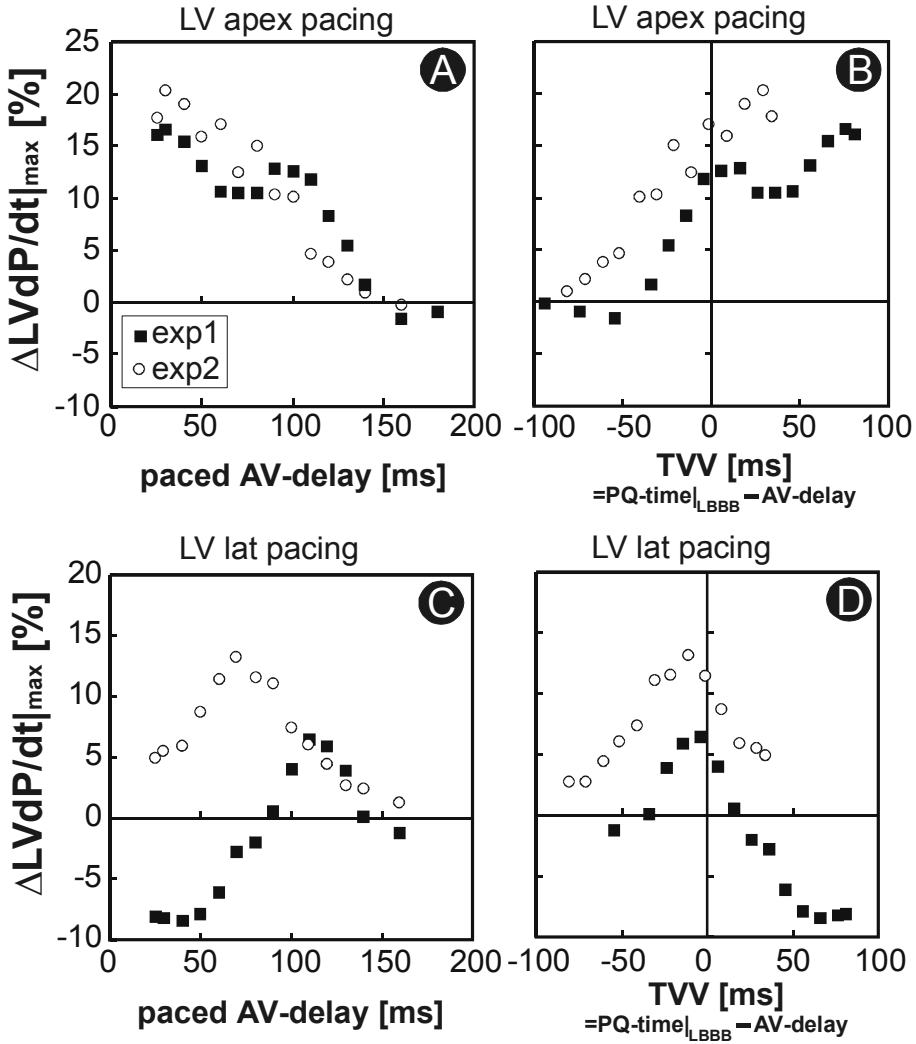 LV apex pacing
LV apex pacing
ΔLVdP/dt|max [%]
25
20
15
10
5
0
-5
-10
A
exp1
exp2
0 50 100 150 200
paced AV-delay [ms]
B
-100 -50 0 50 100
TVV [ms]
=PQ-time|LBBB – AV-delay
LV lat pacing
LV lat pacing
ΔLVdP/dt|max [%]
20
15
10
5
0
-5
-10
C
0 50 100 150 200
paced AV-delay [ms]
D
-100 -50 0 50 100
TVV [ms]
=PQ-time|LBBB – AV-delay